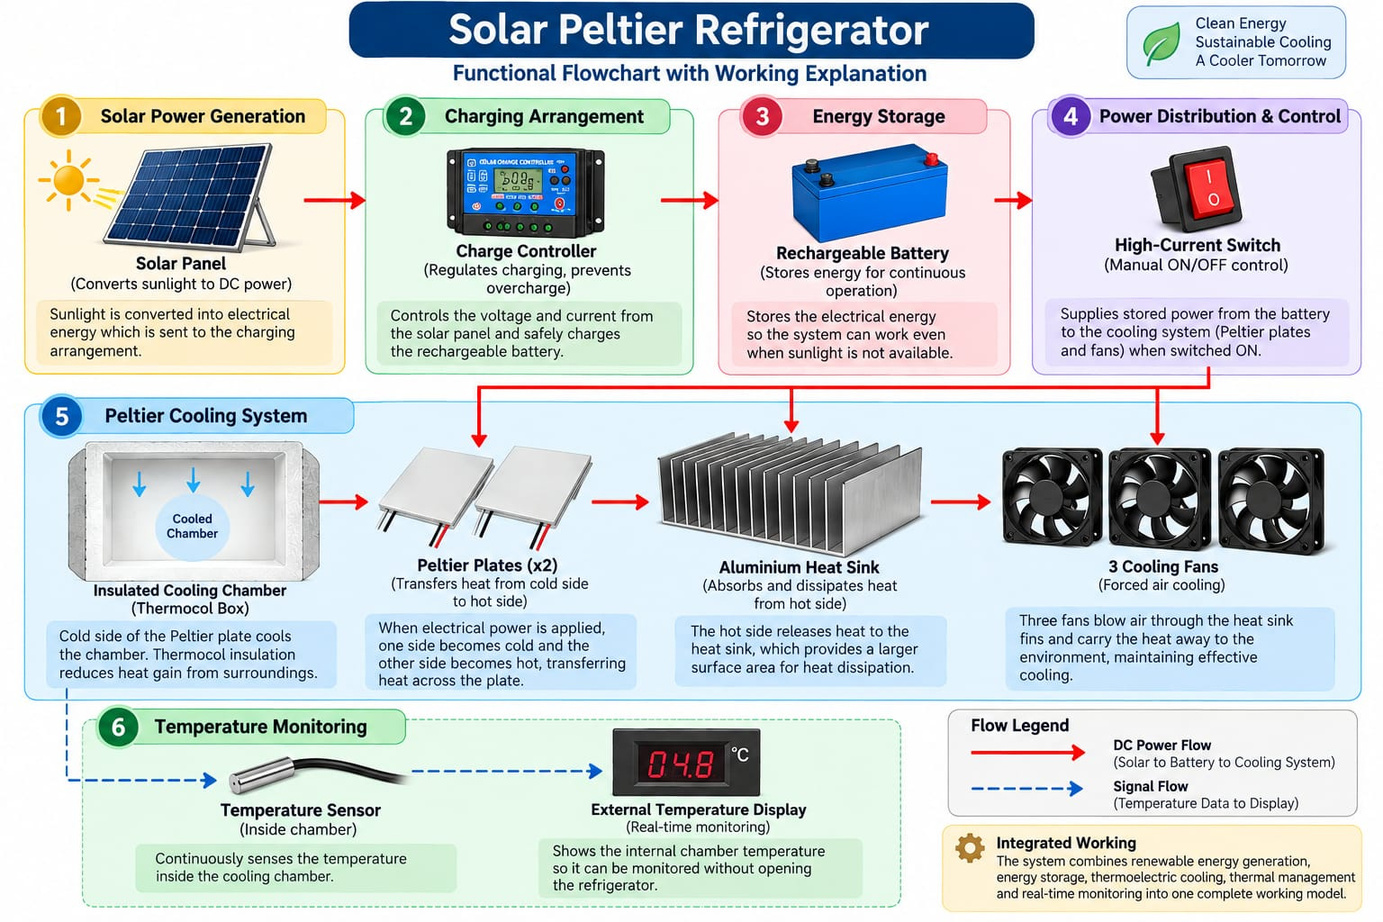 Solar Peltier Refrigerator
Functional Flowchart with Working Explanation
Clean Energy
Sustainable Cooling
A Cooler Tomorrow
1
Solar Power Generation
Solar Panel
(Converts sunlight to DC power)
Sunlight is converted into electrical
energy which is sent to the charging
arrangement.
2
Charging Arrangement
Charge Controller
(Regulates charging, prevents
overcharge)
Controls the voltage and current from
the solar panel and safely charges
the rechargeable battery.
3
Energy Storage
Rechargeable Battery
(Stores energy for continuous
operation)
Stores the electrical energy
so the system can work even
when sunlight is not available.
4
Power Distribution & Control
I
O
High-Current Switch
(Manual ON/OFF control)
Supplies stored power from the battery
to the cooling system (Peltier plates
and fans) when switched ON.
5
Peltier Cooling System
Cooled
Chamber
Insulated Cooling Chamber
(Thermocol Box)
Cold side of the Peltier plate cools
the chamber. Thermocol insulation
reduces heat gain from surroundings.
Peltier Plates (x2)
(Transfers heat from cold side
to hot side)
When electrical power is applied,
one side becomes cold and the
other side becomes hot, transferring
heat across the plate.
Aluminium Heat Sink
(Absorbs and dissipates heat
from hot side)
The hot side releases heat to the
heat sink, which provides a larger
surface area for heat dissipation.
3 Cooling Fans
(Forced air cooling)
Three fans blow air through the heat sink
fins and carry the heat away to the
environment, maintaining effective
cooling.
6
Temperature Monitoring
Temperature Sensor
(Inside chamber)
Continuously senses the temperature
inside the cooling chamber.
04.8 °C
External Temperature Display
(Real-time monitoring)
Shows the internal chamber temperature
so it can be monitored without opening
the refrigerator.
Flow Legend
DC Power Flow
(Solar to Battery to Cooling System)
Signal Flow
(Temperature Data to Display)
Integrated Working
The system combines renewable energy generation,
energy storage, thermoelectric cooling, thermal management
and real-time monitoring into one complete working model.